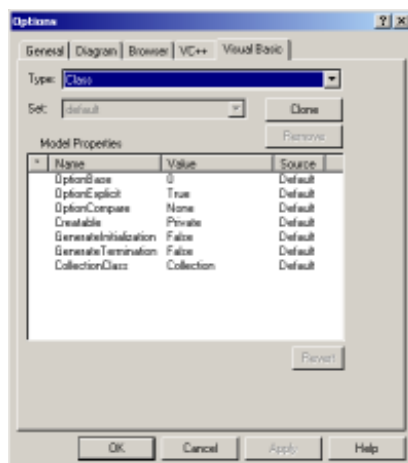 Options
General Diagram Browser VC++ Visual Basic
Type: Class
Set: default Clone
Remove
Model Properties
* Name Value Source
OptionBase 0 Default
OptionExplicit True Default
OptionCompare None Default
Creatable Private Default
GenerateInitialization False Default
GenerateTermination False Default
CollectionClass Collection Default
Revert
OK Cancel Apply Help